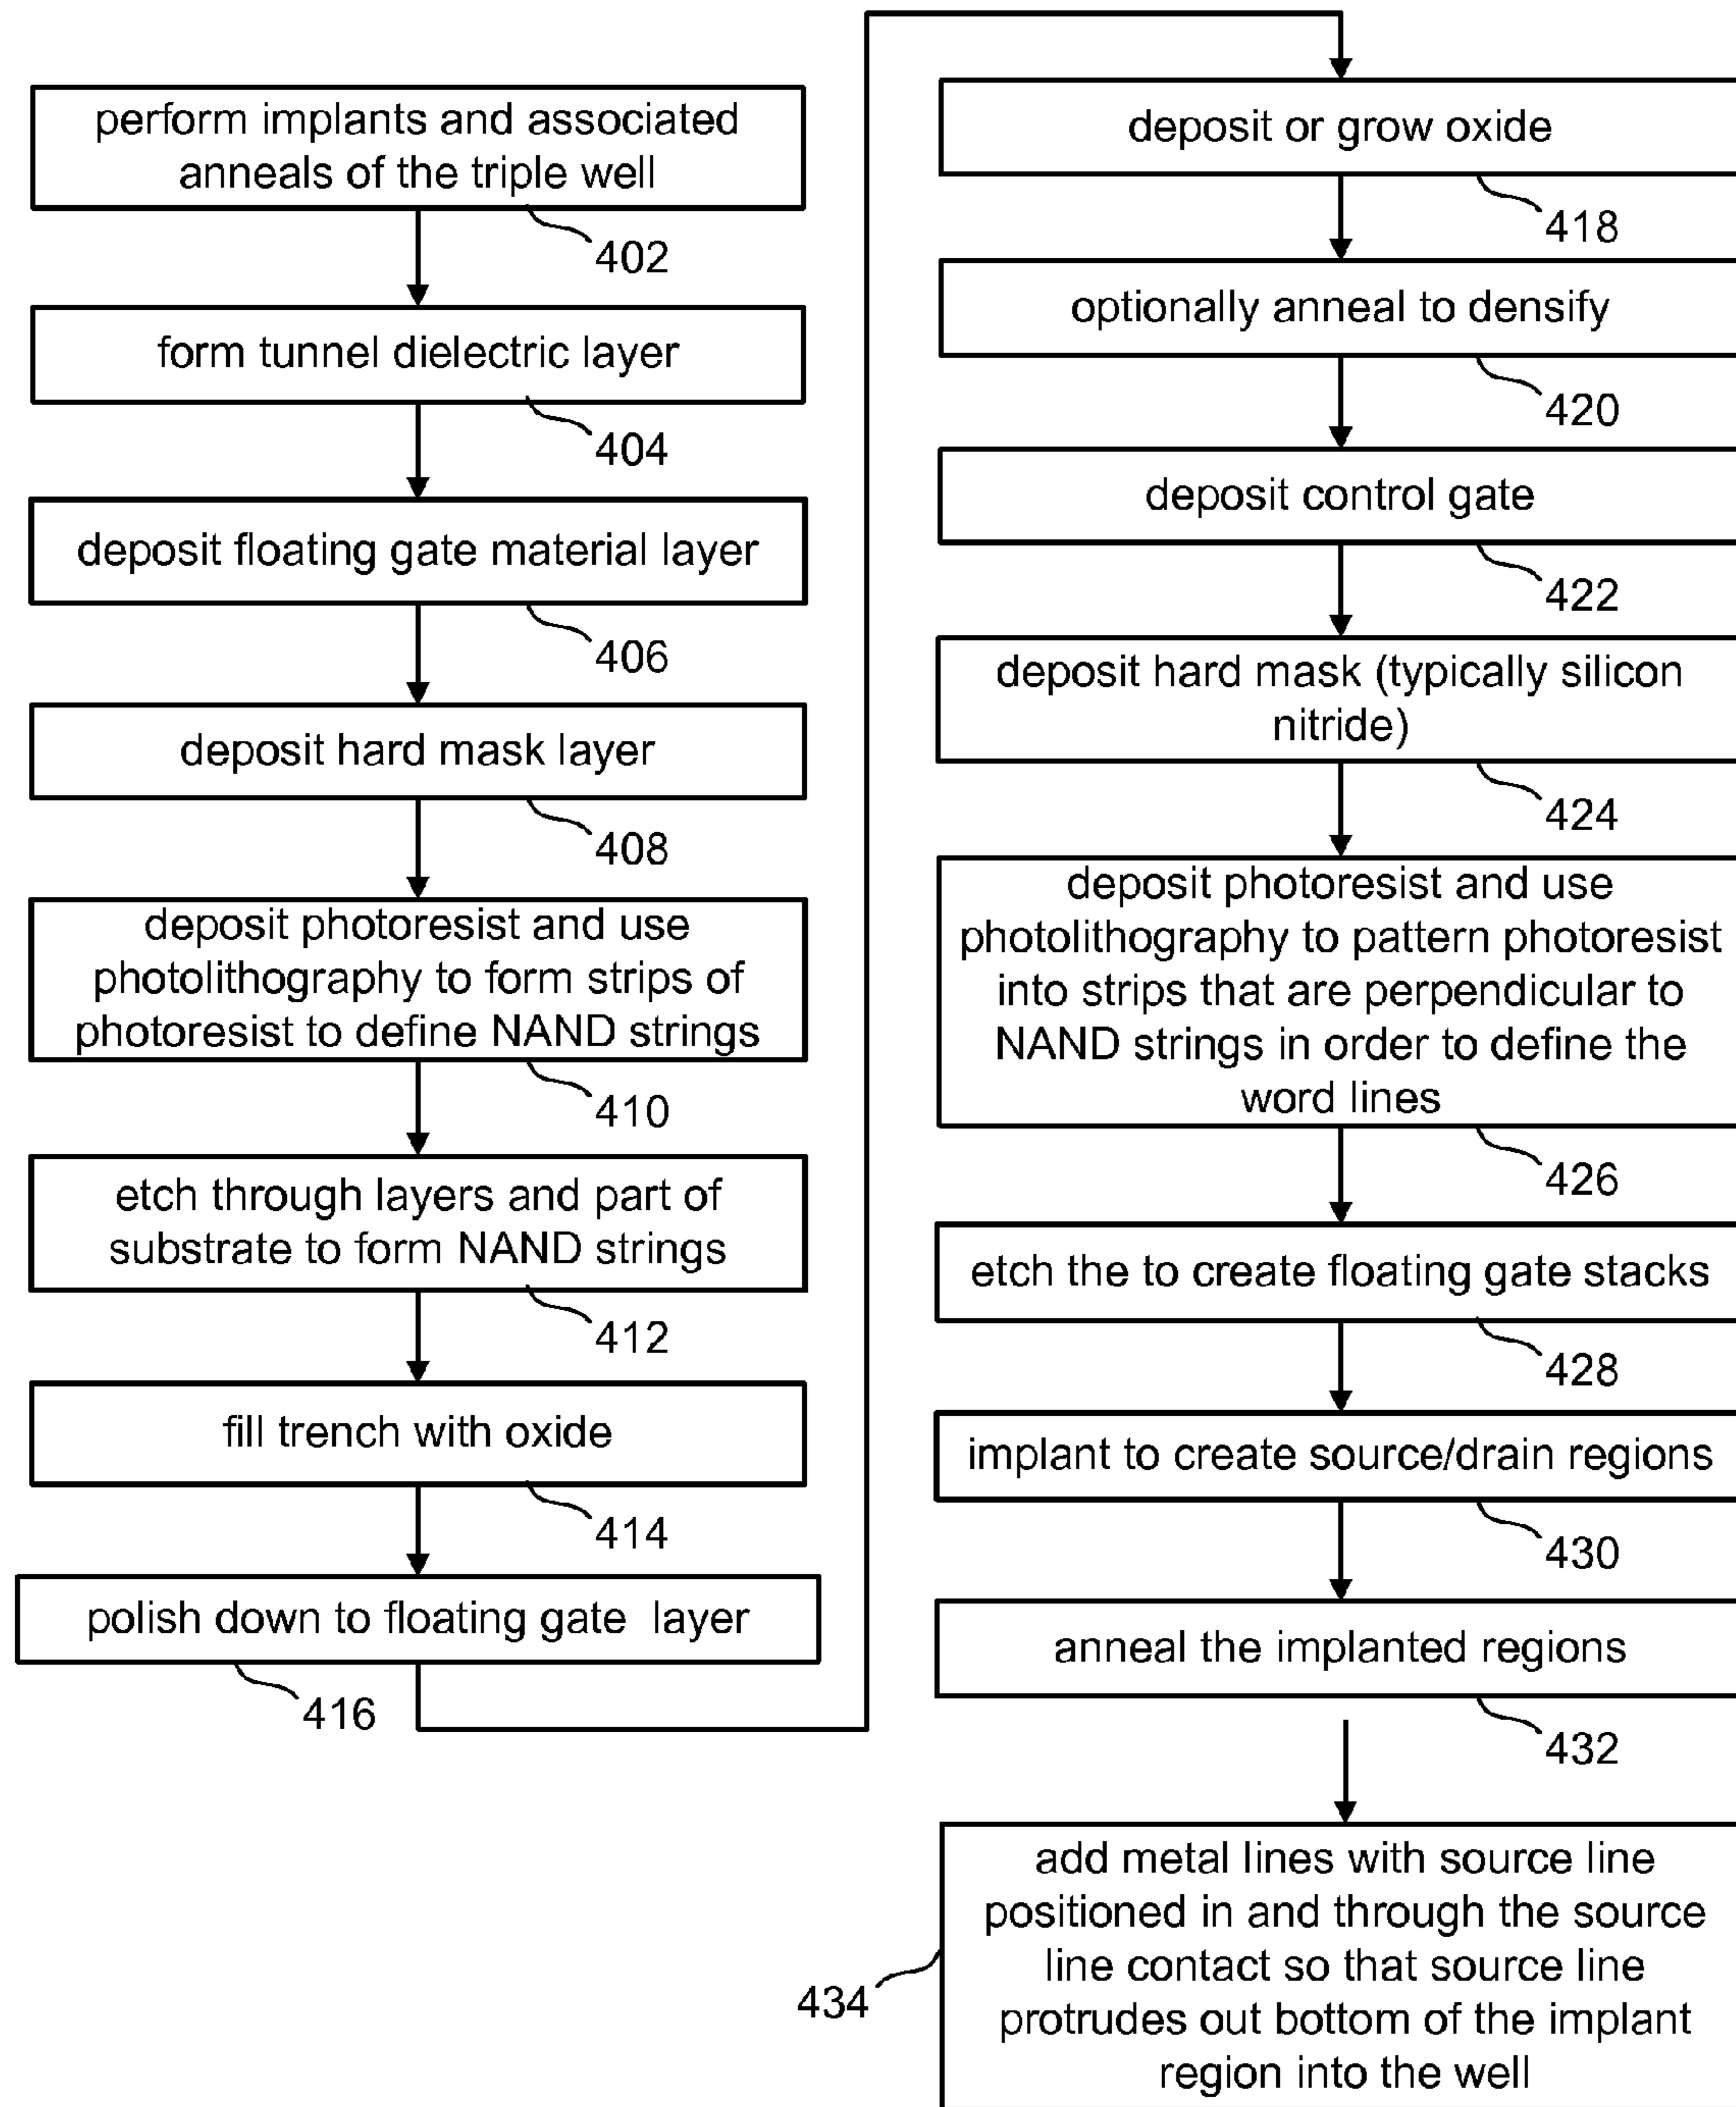 perform implants and associated
anneals of the triple well
402
form tunnel dielectric layer
404
deposit floating gate material layer
406
deposit hard mask layer
408
deposit photoresist and use
photolithography to form strips of
photoresist to define NAND strings
410
etch through layers and part of
substrate to form NAND strings
412
fill trench with oxide
414
polish down to floating gate layer
416
deposit or grow oxide
418
optionally anneal to densify
420
deposit control gate
422
deposit hard mask (typically silicon
nitride)
424
deposit photoresist and use
photolithography to pattern photoresist
into strips that are perpendicular to
NAND strings in order to define the
word lines
426
etch the to create floating gate stacks
428
implant to create source/drain regions
430
anneal the implanted regions
432
add metal lines with source line
positioned in and through the source
line contact so that source line
protrudes out bottom of the implant
region into the well
434